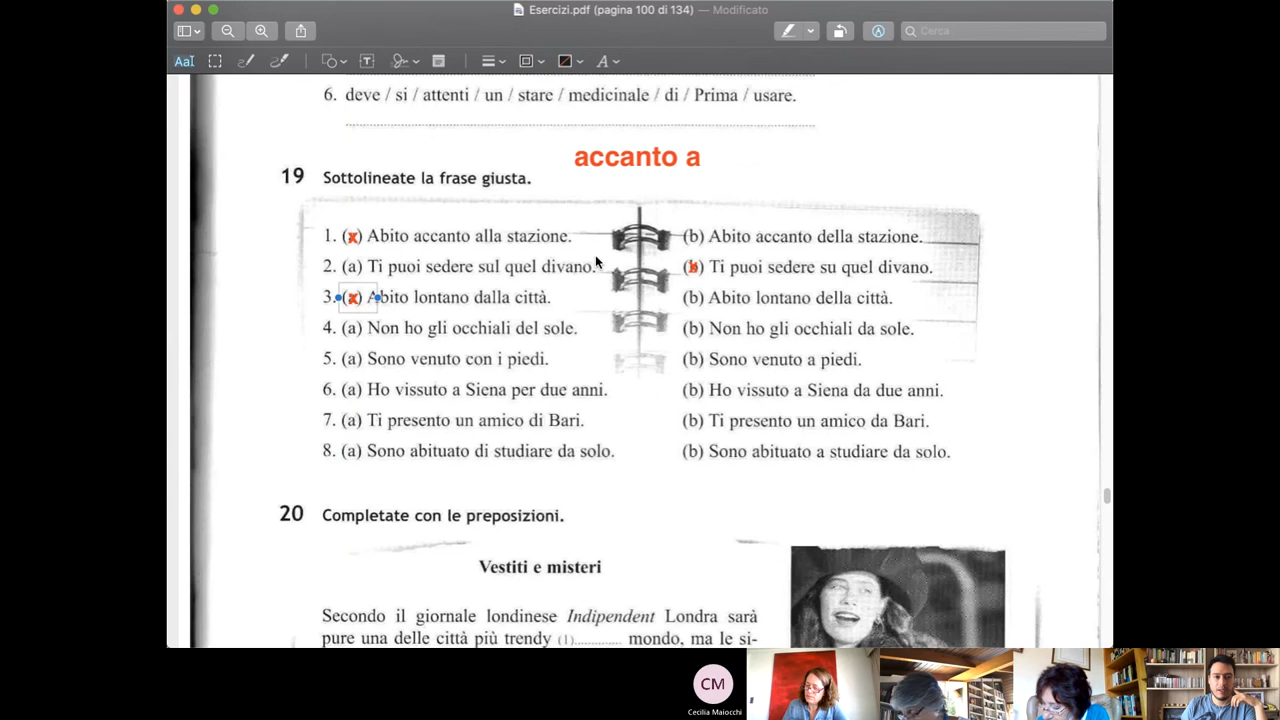 Esercizi.pdf (pagina 100 di 134) — Modificato
Cerca
AaI
A
6. deve / si / attenti / un / stare / medicinale / di / Prima / usare.
accanto a
19 Sottolineate la frase giusta.
1. (x) Abito accanto alla stazione. (b) Abito accanto della stazione.
2. (a) Ti puoi sedere sul quel divano. (b) Ti puoi sedere su quel divano.
3. (x) Abito lontano dalla città. (b) Abito lontano della città.
4. (a) Non ho gli occhiali del sole. (b) Non ho gli occhiali da sole.
5. (a) Sono venuto con i piedi. (b) Sono venuto a piedi.
6. (a) Ho vissuto a Siena per due anni. (b) Ho vissuto a Siena da due anni.
7. (a) Ti presento un amico di Bari. (b) Ti presento un amico da Bari.
8. (a) Sono abituato di studiare da solo. (b) Sono abituato a studiare da solo.
20 Completate con le preposizioni.
Vestiti e misteri
Secondo il giornale londinese Indipendent Londra sarà
pure una delle città più trendy (1)............ mondo, ma le si-
CM
Cecilia Maiocchi